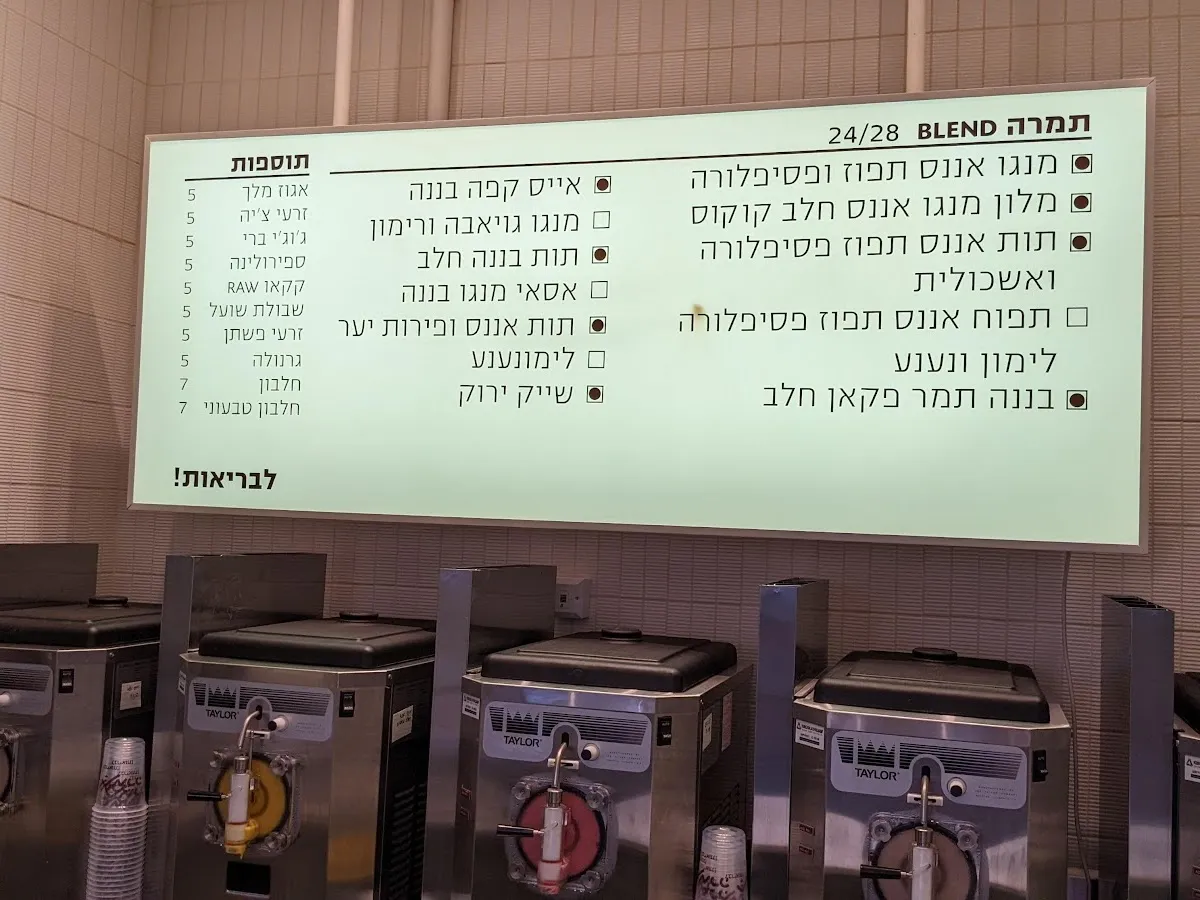 תמרה BLEND 24/28
מנגו אננס תפוז ופסיפלורה
מלון מנגו אננס חלב קוקוס
תות אננס תפוז פסיפלורה
ואשכולית
תפוח אננס תפוז פסיפלורה
לימון ונענע
בננה תמר פקאן חלב
אייס קפה בננה
מנגו גויאבה ורימון
תות בננה חלב
אסאי מנגו בננה
תות אננס ופירות יער
לימונענע
שייק ירוק
תוספות
אגוז מלך 5
זרעי צ'יה 5
ג'וג'י ברי 5
ספירולינה 5
קקאו RAW 5
שבולת שועל 5
זרעי פשתן 5
גרנולה 5
חלבון 7
חלבון טבעוני 7
לבריאות!
TAYLOR
TAYLOR
TAYLOR